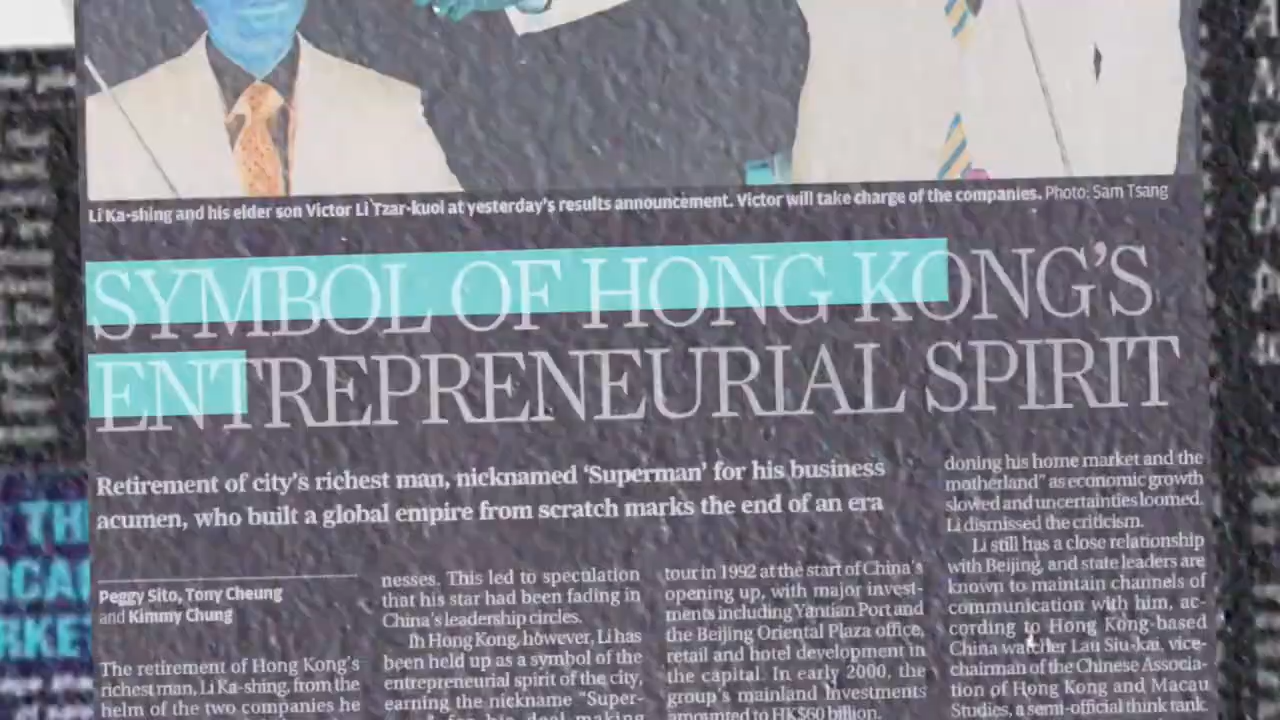 Li Ka-shing and his elder son Victor Li Tzar-kuoi at yesterday's results announcement. Victor will take charge of the companies. Photo: Sam Tsang
SYMBOL OF HONG KONG'S
ENTREPRENEURIAL SPIRIT
Retirement of city's richest man, nicknamed 'Superman' for his business
acumen, who built a global empire from scratch marks the end of an era
Peggy Sito, Tony Cheung
and Kimmy Chung
The retirement of Hong Kong's
richest man, Li Ka-shing, from the
helm of the two companies he
nesses. This led to speculation
that his star had been fading in
China's leadership circles.
In Hong Kong, however, Li has
been held up as a symbol of the
entrepreneurial spirit of the city,
earning the nickname "Super-
for his deal making
tour in 1992 at the start of China's
opening up, with major invest-
ments including Yantian Port and
the Beijing Oriental Plaza office,
retail and hotel development in
the capital. In early 2000, the
group's mainland investments
amounted to HK$60 billion.
doning his home market and the
motherland" as economic growth
slowed and uncertainties loomed.
Li dismissed the criticism.
Li still has a close relationship
with Beijing, and state leaders are
known to maintain channels of
communication with him, ac-
cording to Hong Kong-based
China watcher Lau Siu-kai, vice-
chairman of the Chinese Associa-
tion of Hong Kong and Macau
Studies, a semi-official think tank.